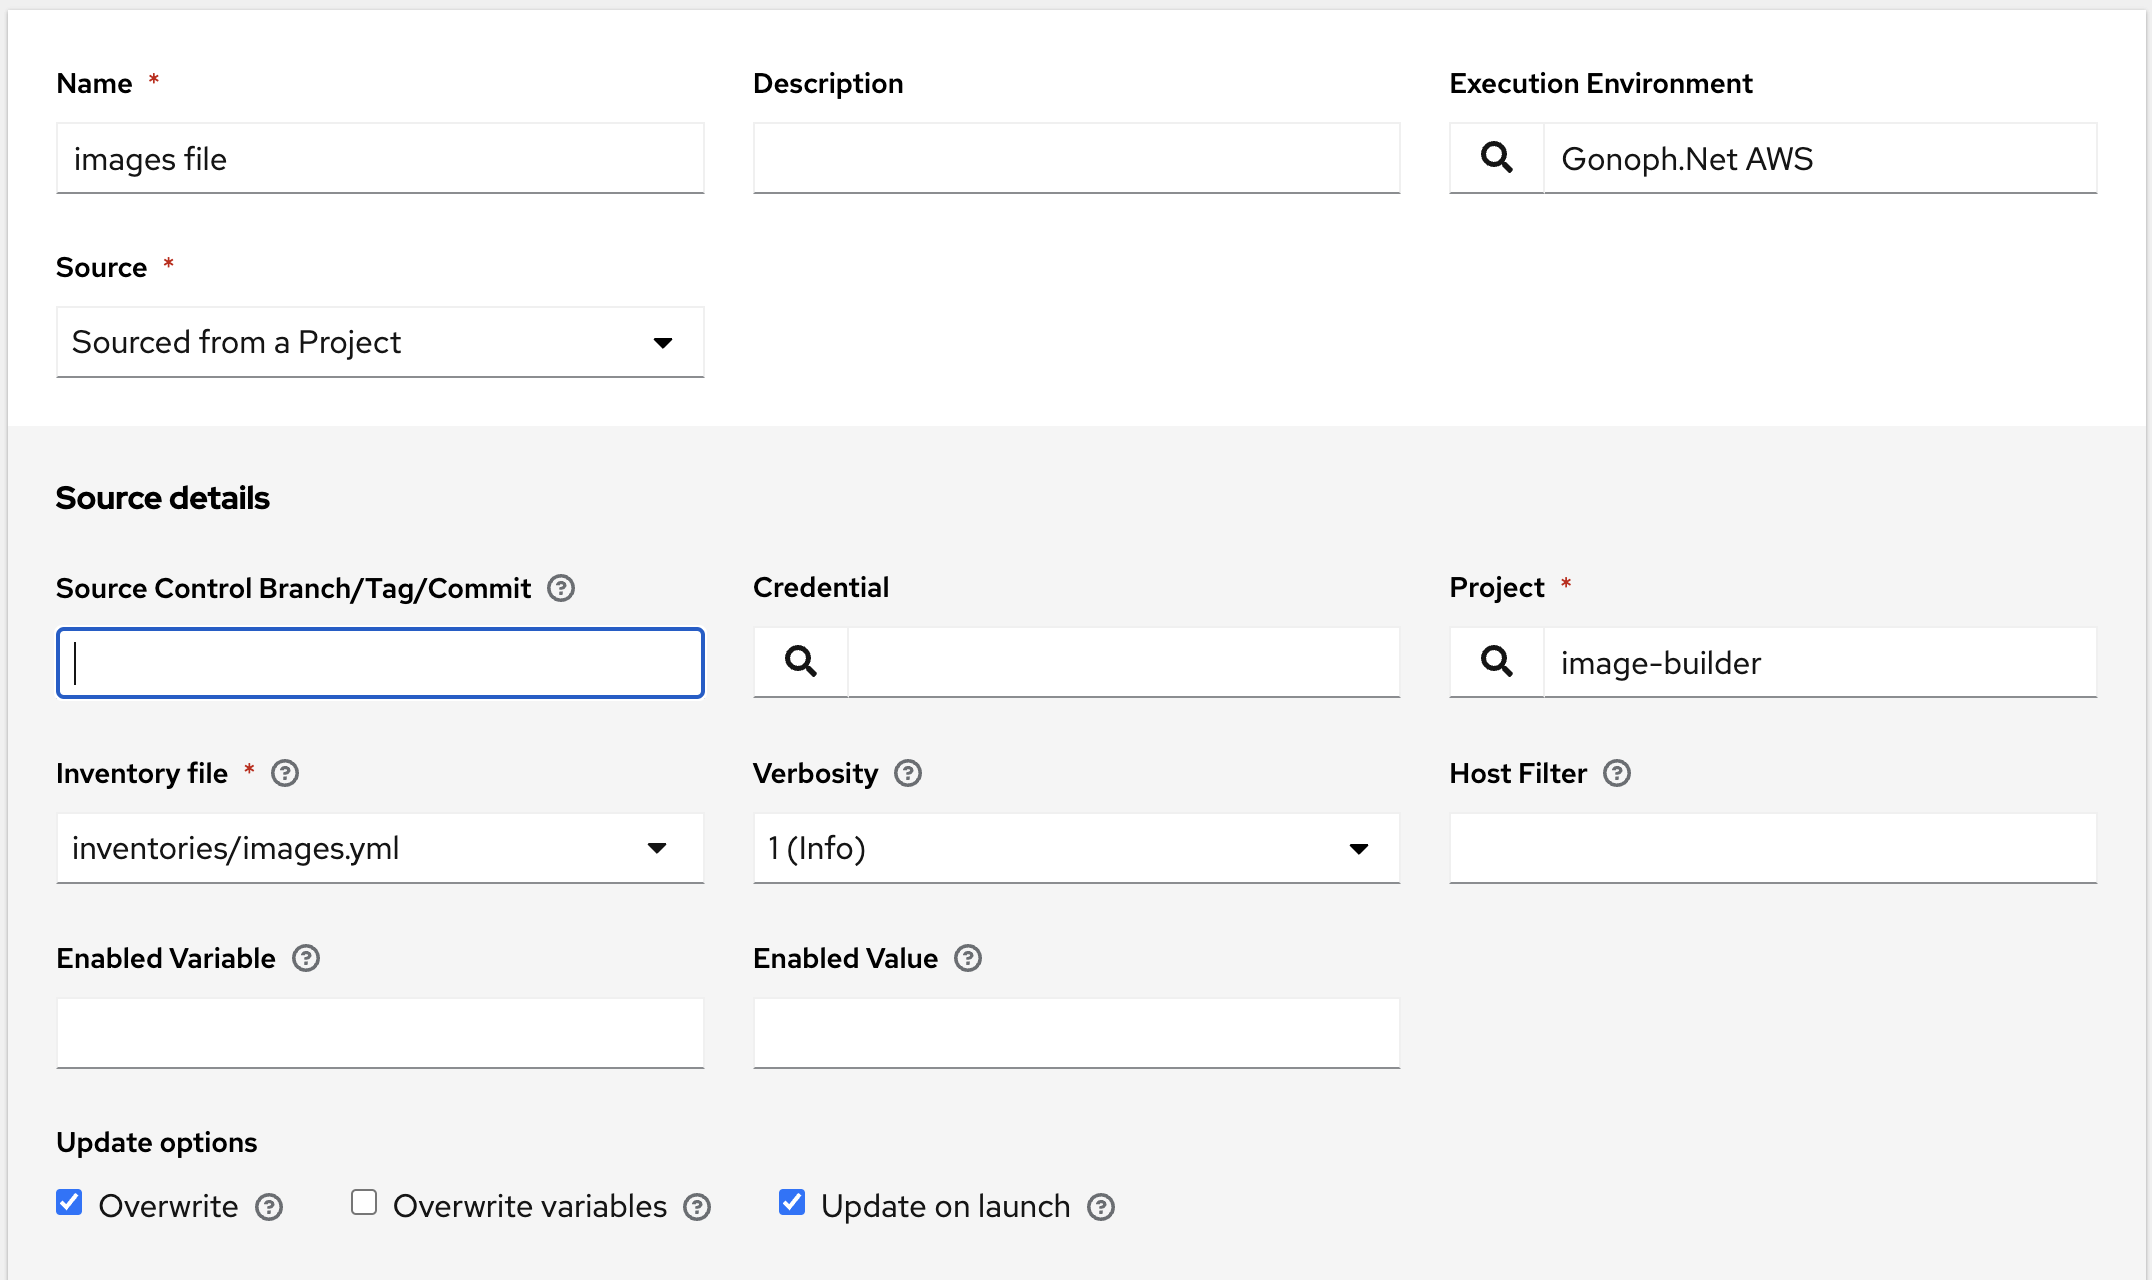 Name *
Description
Execution Environment
images file
Gonoph.Net AWS
Source *
Sourced from a Project
Source details
Source Control Branch/Tag/Commit ?
Credential
Project *
image-builder
Inventory file * ?
Verbosity ?
Host Filter ?
inventories/images.yml
1 (Info)
Enabled Variable ?
Enabled Value ?
Update options
Overwrite ?
Overwrite variables ?
Update on launch ?